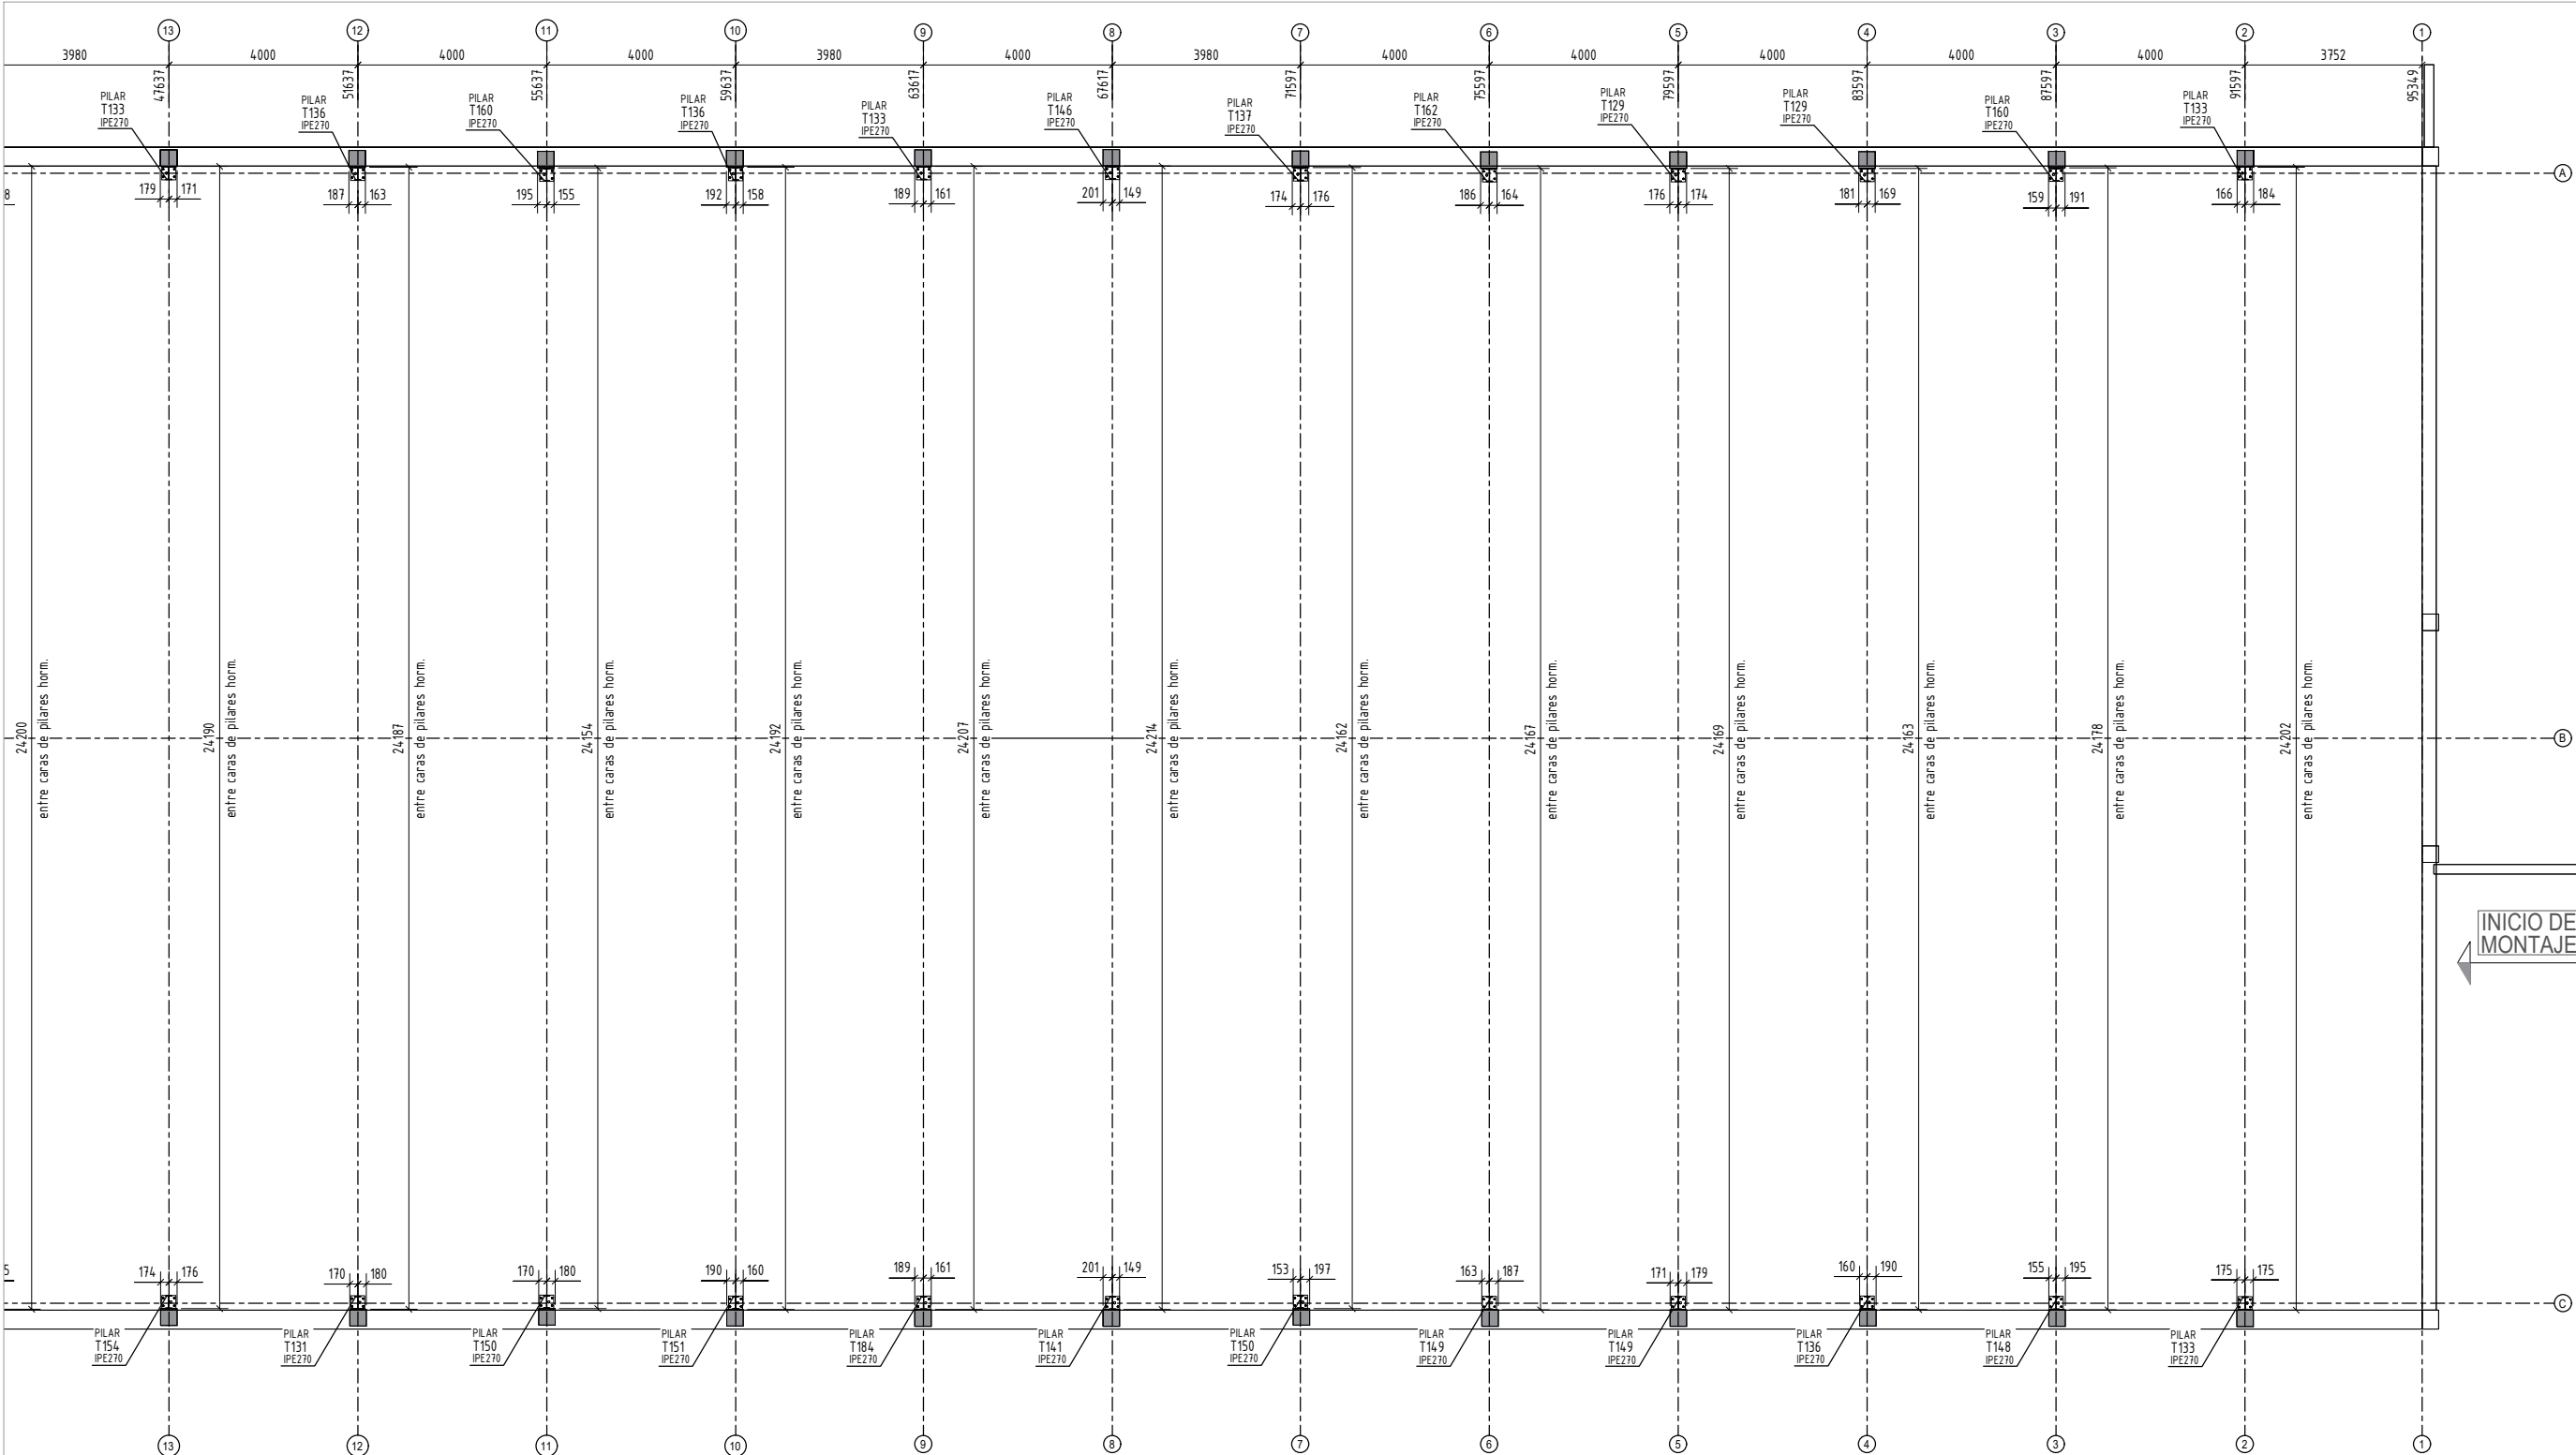 13 12 11 10 9 8 7 6 5 4 3 2 1
3980 4000 4000 4000 3980 4000 3980 4000 4000 4000 4000 4000 3752
47637 51637 55637 59637 63617 67617 71597 75597 79597 83597 87597 91597 95349
PILAR
T133
IPE270
PILAR
T136
IPE270
PILAR
T160
IPE270
PILAR
T136
IPE270
PILAR
T133
IPE270
PILAR
T146
IPE270
PILAR
T137
IPE270
PILAR
T162
IPE270
PILAR
T129
IPE270
PILAR
T129
IPE270
PILAR
T160
IPE270
PILAR
T133
IPE270
A
8 179 171 187 163 195 155 192 158 189 161 201 149 174 176 186 164 176 174 181 169 159 191 166 184
24200
entre caras de pilares horm.
24190
entre caras de pilares horm.
24187
entre caras de pilares horm.
24154
entre caras de pilares horm.
24192
entre caras de pilares horm.
24207
entre caras de pilares horm.
24214
entre caras de pilares horm.
24162
entre caras de pilares horm.
24167
entre caras de pilares horm.
24169
entre caras de pilares horm.
24163
entre caras de pilares horm.
24178
entre caras de pilares horm.
24202
entre caras de pilares horm.
B
INICIO DE
MONTAJE
5 174 176 170 180 170 180 190 160 189 161 201 149 153 197 163 187 171 179 160 190 155 195 175 175
C
PILAR
T154
IPE270
PILAR
T131
IPE270
PILAR
T150
IPE270
PILAR
T151
IPE270
PILAR
T184
IPE270
PILAR
T141
IPE270
PILAR
T150
IPE270
PILAR
T149
IPE270
PILAR
T149
IPE270
PILAR
T136
IPE270
PILAR
T148
IPE270
PILAR
T133
IPE270
13 12 11 10 9 8 7 6 5 4 3 2 1